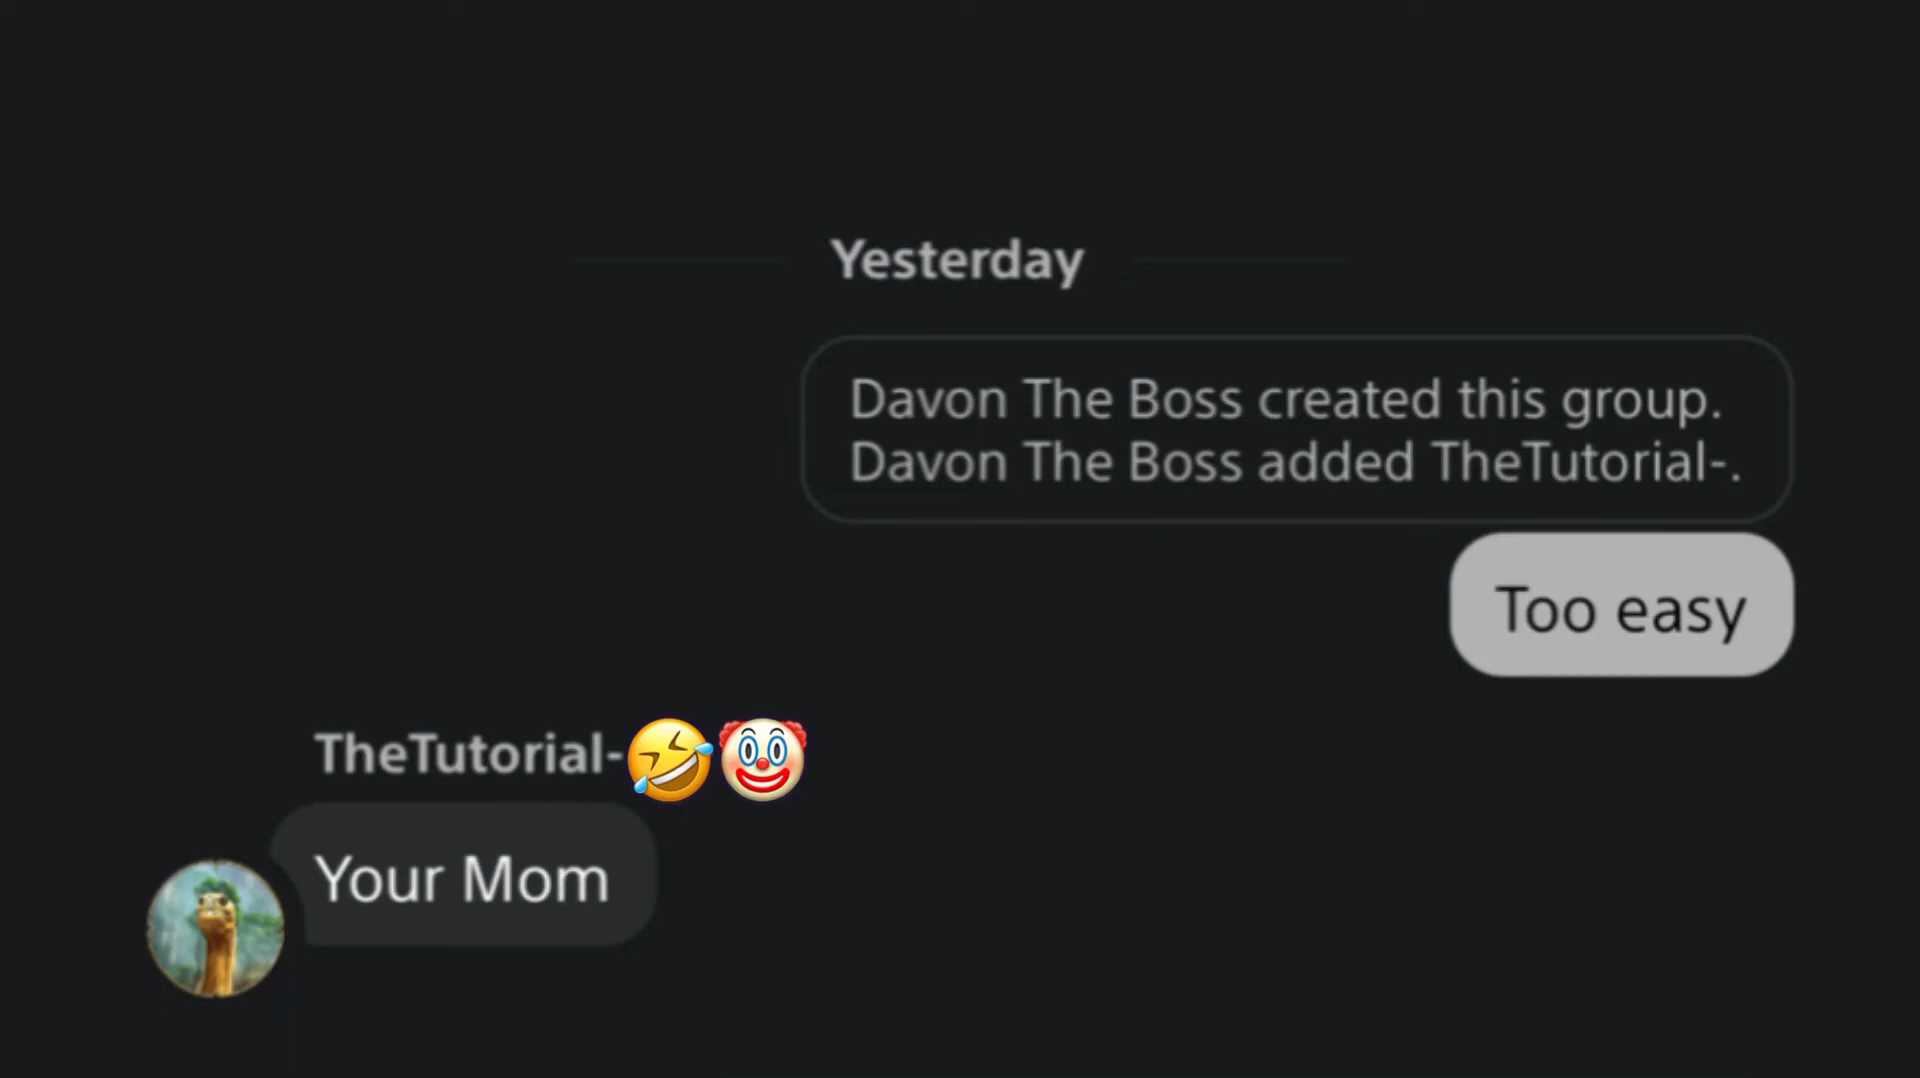 Yesterday
Davon The Boss created this group.
Davon The Boss added TheTutorial-.
Too easy
TheTutorial-🤣🤡
Your Mom